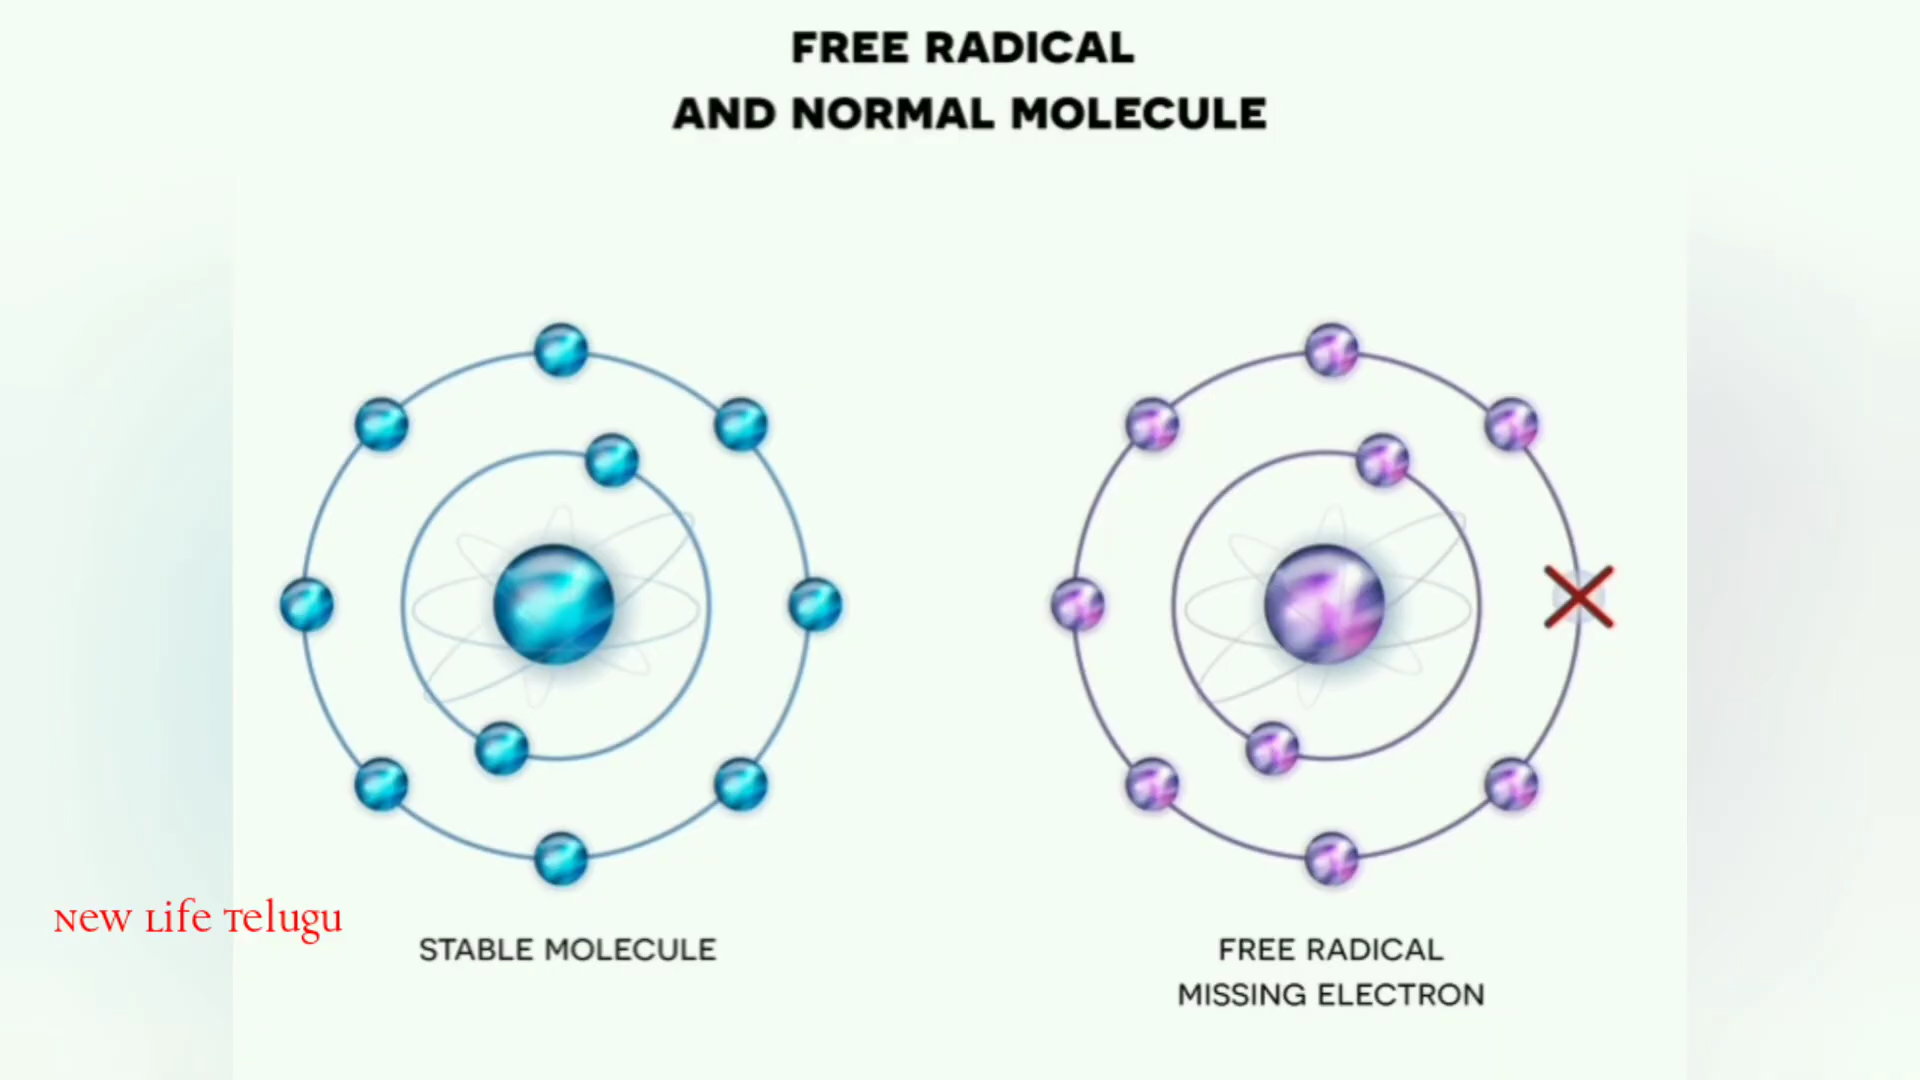 FREE RADICAL
AND NORMAL MOLECULE
New Life Telugu
STABLE MOLECULE
FREE RADICAL
MISSING ELECTRON